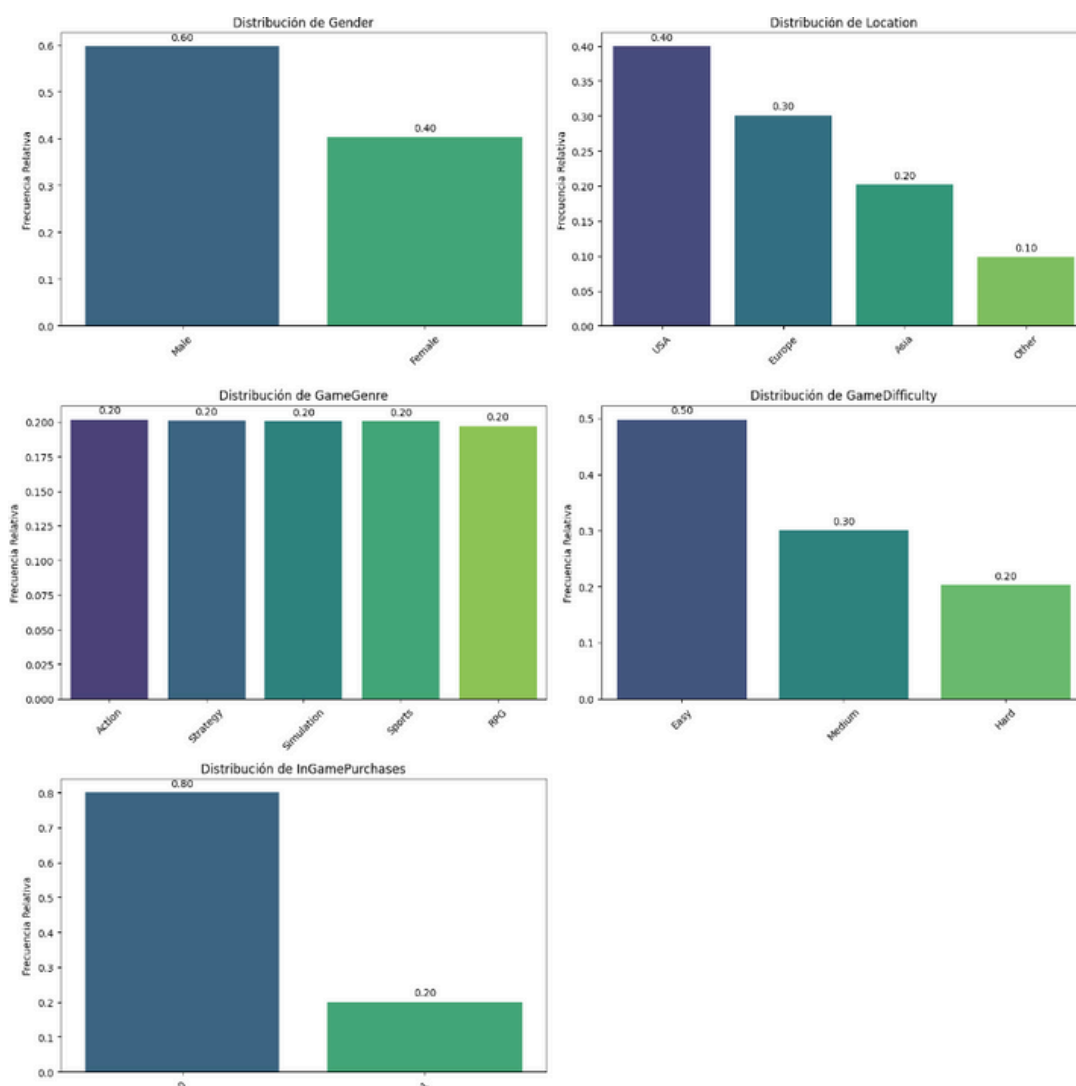 Distribución de Gender
0.60
0.40
0.6
0.5
0.4
0.3
0.2
0.1
0.0
Frecuencia Relativa
Male
Female
Distribución de Location
0.40
0.30
0.20
0.10
0.40
0.35
0.30
0.25
0.20
0.15
0.10
0.05
0.00
Frecuencia Relativa
USA
Europe
Asia
Other
Distribución de GameGenre
0.20
0.20
0.20
0.20
0.20
0.200
0.175
0.150
0.125
0.100
0.075
0.050
0.025
0.000
Frecuencia Relativa
Action
Strategy
Simulation
Sports
RPG
Distribución de GameDifficulty
0.50
0.30
0.20
0.5
0.4
0.3
0.2
0.1
0.0
Frecuencia Relativa
Easy
Medium
Hard
Distribución de InGamePurchases
0.80
0.20
0.8
0.7
0.6
0.5
0.4
0.3
0.2
0.1
0.0
Frecuencia Relativa